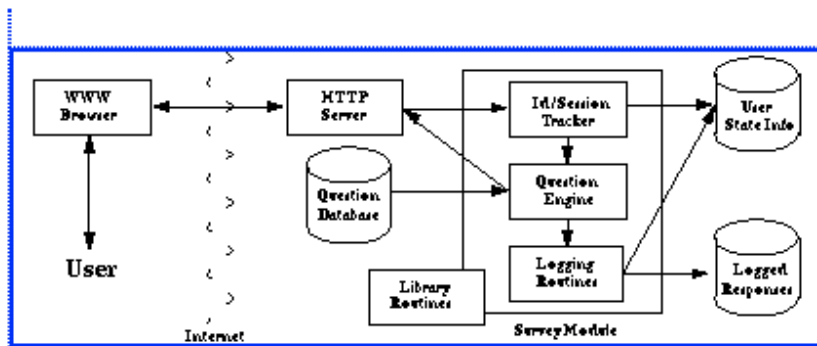 WWW
Browser
HTTP
Server
Id/Session
Tracker
User
State Info
Question
Database
Question
Engine
User
Library
Routines
Logging
Routines
Logged
Responses
Internet
Survey Module